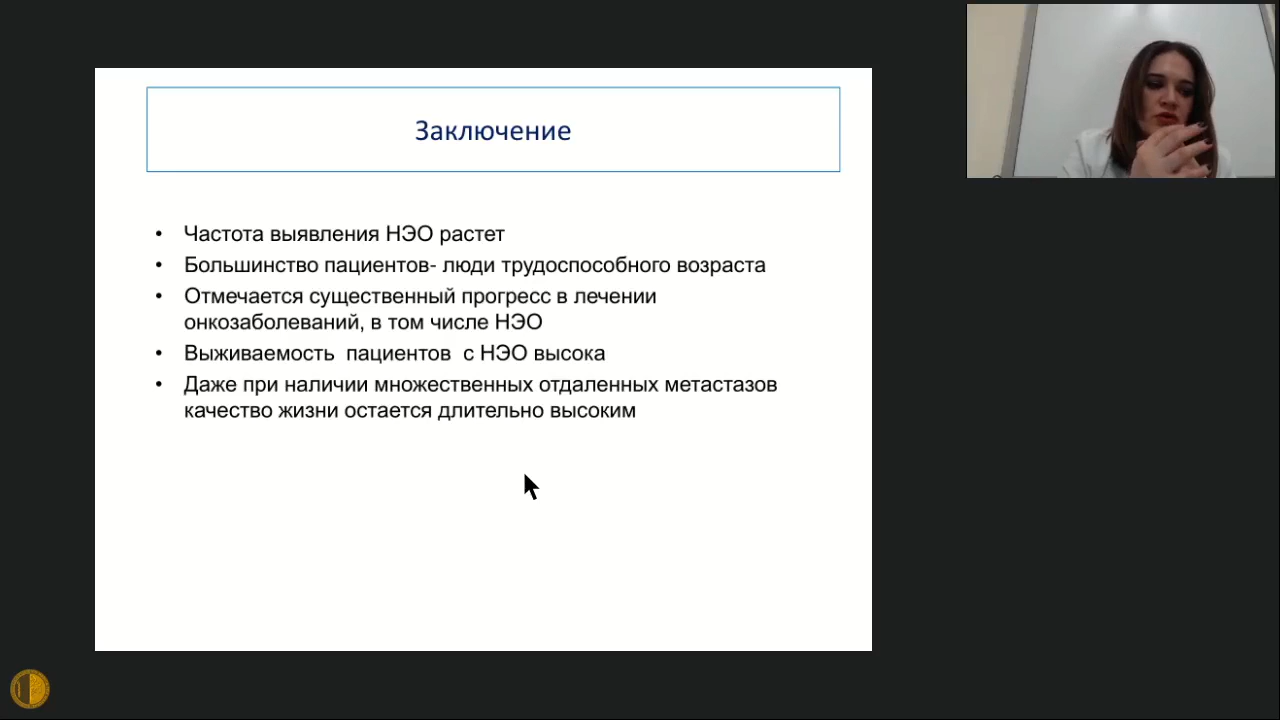 Заключение
• Частота выявления НЭО растет
• Большинство пациентов- люди трудоспособного возраста
• Отмечается существенный прогресс в лечении
онкозаболеваний, в том числе НЭО
• Выживаемость  пациентов  с НЭО высока
• Даже при наличии множественных отдаленных метастазов
качество жизни остается длительно высоким